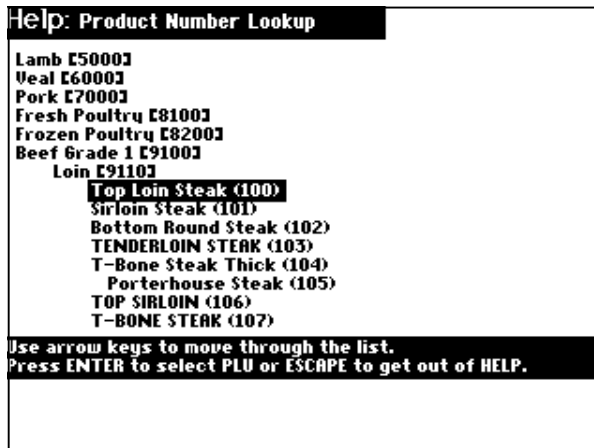 Help: Product Number Lookup
Lamb [5000]
Veal [6000]
Pork [7000]
Fresh Poultry [8100]
Frozen Poultry [8200]
Beef Grade 1 [9100]
Loin [9110]
Top Loin Steak (100)
Sirloin Steak (101)
Bottom Round Steak (102)
TENDERLOIN STEAK (103)
T-Bone Steak Thick (104)
Porterhouse Steak (105)
TOP SIRLOIN (106)
T-BONE STEAK (107)
Use arrow keys to move through the list.
Press ENTER to select PLU or ESCAPE to get out of HELP.